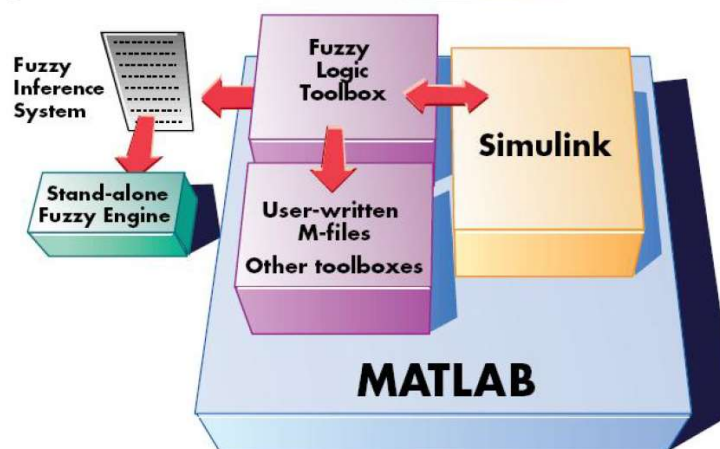 Fuzzy
Inference
System
Fuzzy
Logic
Toolbox
Simulink
Stand-alone
Fuzzy Engine
User-written
M-files
Other toolboxes
MATLAB